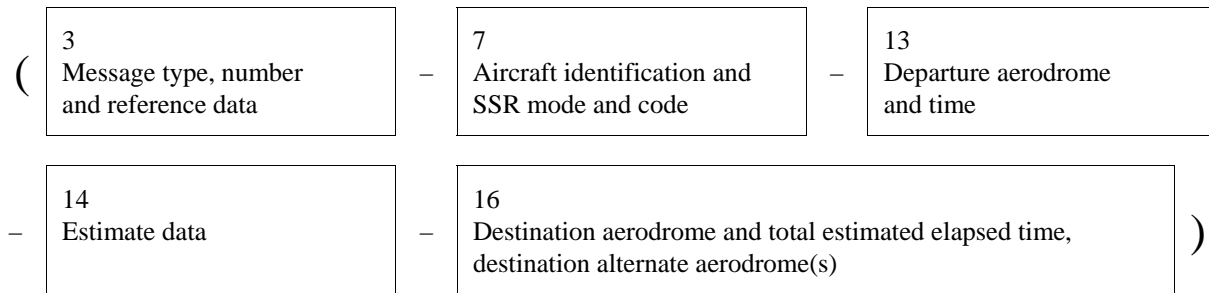 ( 3 Message type, number and reference data – 7 Aircraft identification and SSR mode and code – 13 Departure aerodrome and time
– 14 Estimate data – 16 Destination aerodrome and total estimated elapsed time, destination alternate aerodrome(s) )